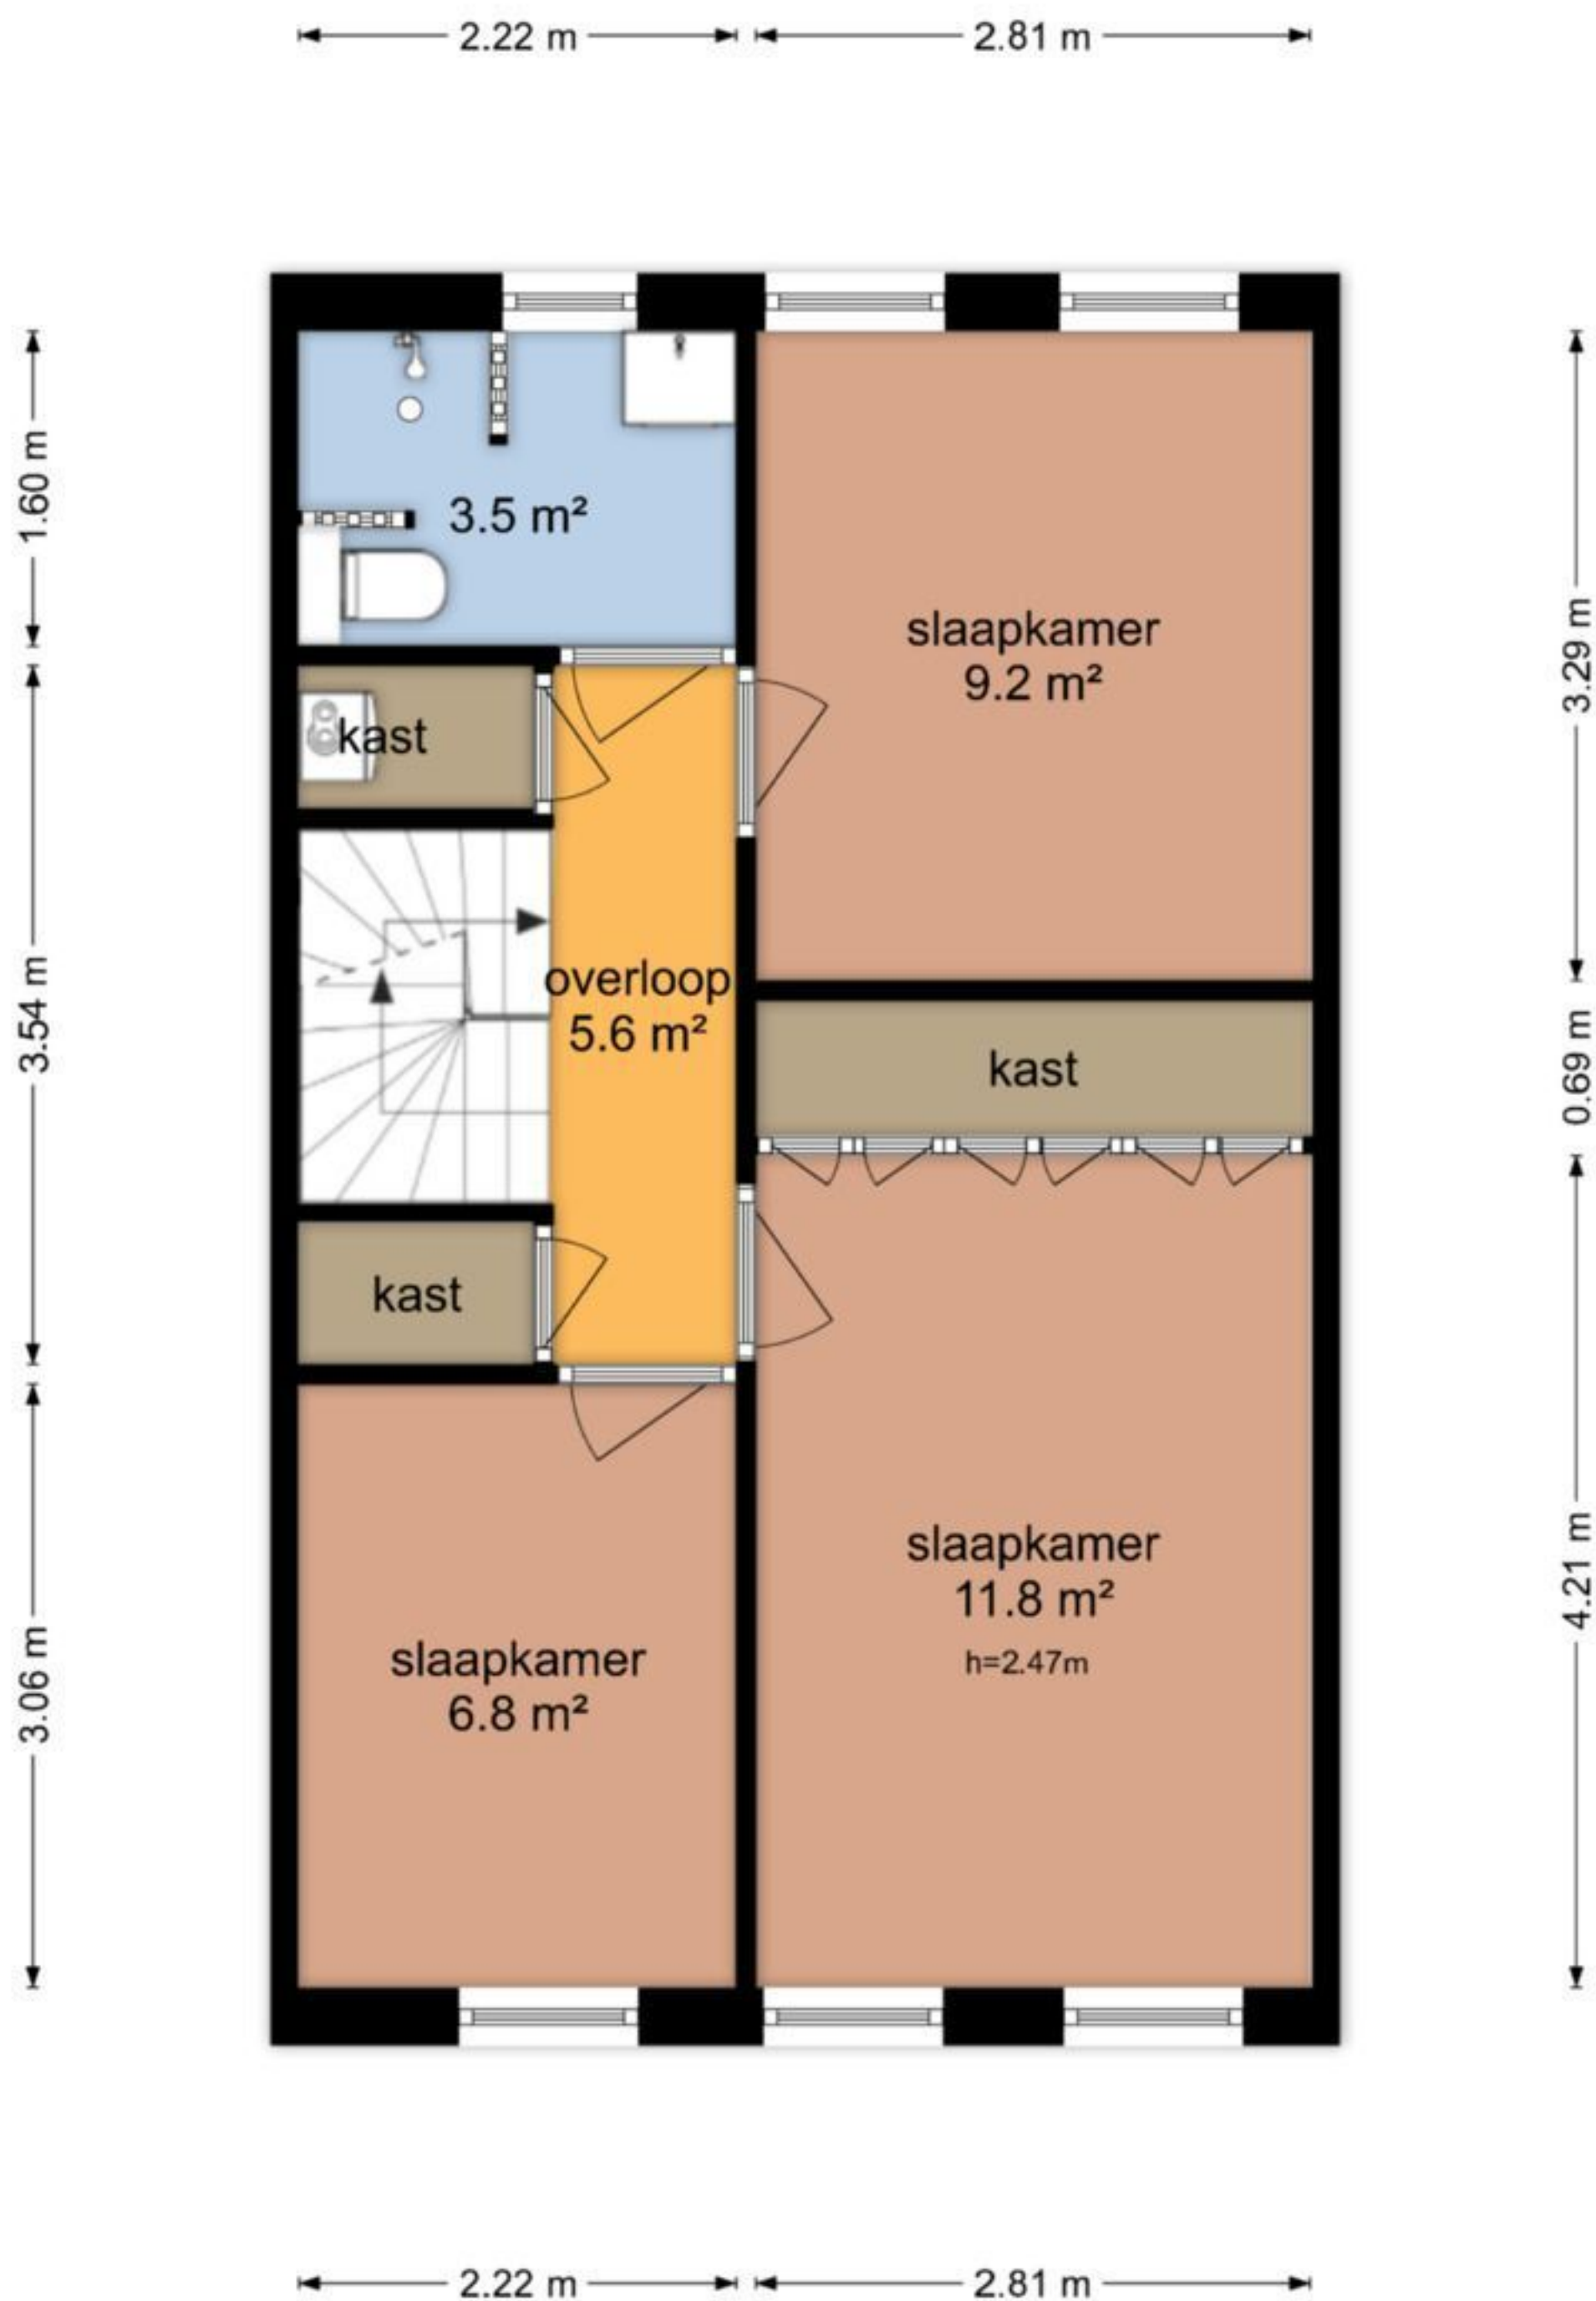 2.22 m
2.81 m
1.60 m
3.5 m²
slaapkamer
9.2 m²
3.29 m
kast
3.54 m
overloop
5.6 m²
kast
0.69 m
kast
slaapkamer
11.8 m²
h=2.47m
4.21 m
slaapkamer
6.8 m²
3.06 m
2.22 m
2.81 m